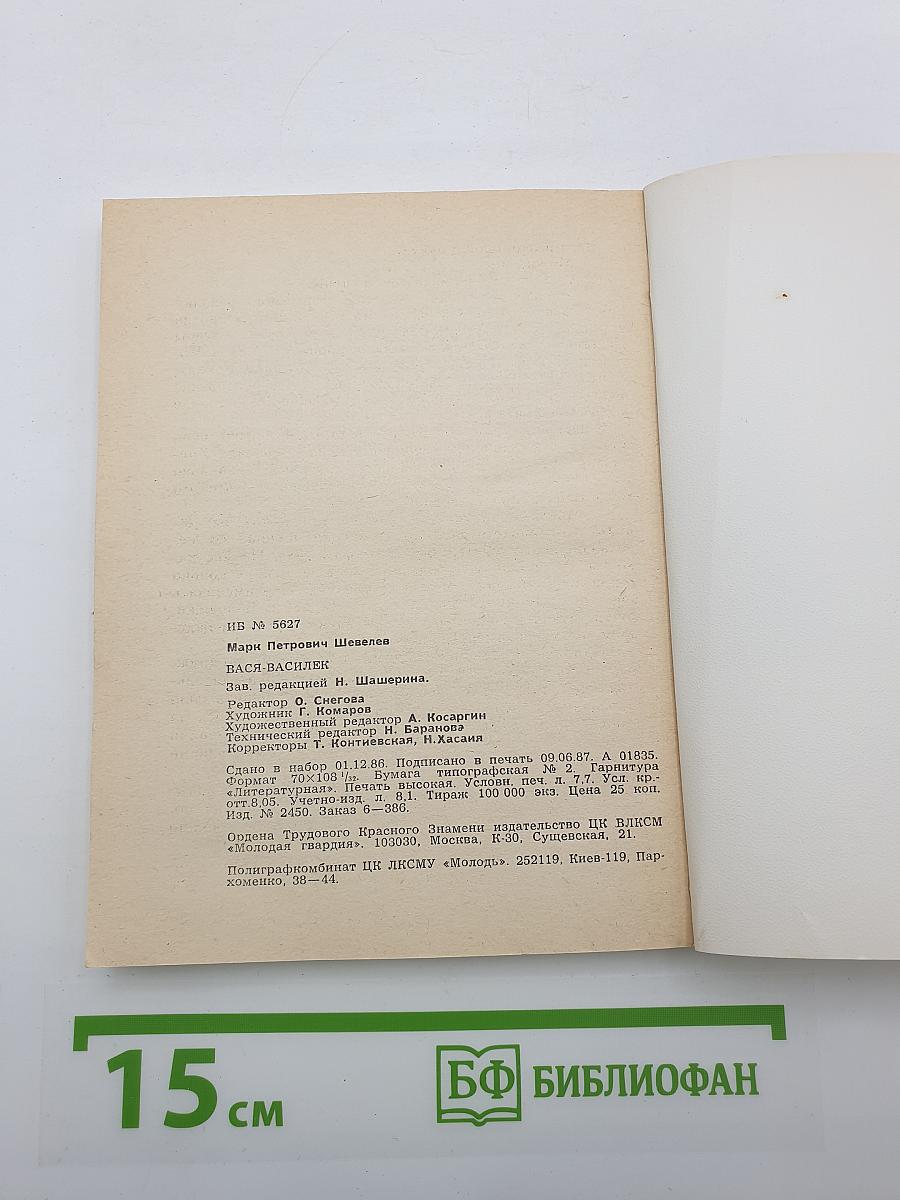 ИБ № 5627
Марк Петрович Шевелев
ВАСЯ-ВАСИЛЕК
Зав. редакцией Н. Шашерина.
Редактор О. Снегова
Художник Г. Комаров
Художественный редактор А. Косаргин
Технический редактор Н. Баранова
Корректоры Т. Контиевская, Н.Хасаия
Сдано в набор 01.12.86. Подписано в печать 09.06.87. А 01835.
Формат 70×108 1/32. Бумага типографская № 2. Гарнитура
«Литературная». Печать высокая. Условн. печ. л. 7,7. Усл. кр.-
отт.8,05. Учетно-изд. л. 8,1. Тираж 100 000 экз. Цена 25 коп.
Изд. № 2450. Заказ 6—386.
Ордена Трудового Красного Знамени издательство ЦК ВЛКСМ
«Молодая гвардия». 103030, Москва, К-30, Сущевская, 21.
Полиграфкомбинат ЦК ЛКСМУ «Молодь». 252119, Киев-119, Пар-
хоменко, 38—44.
15 см
БФ БИБЛИОФАН